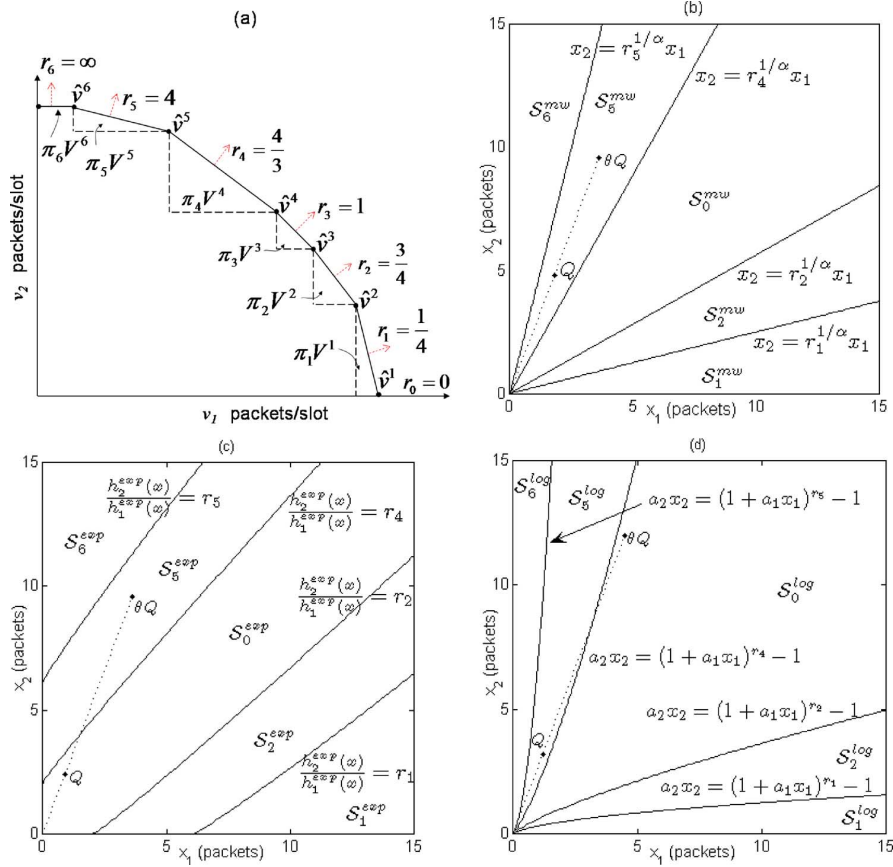 (a)
r₆ = ∞
v̂⁶
r₅ = 4
v̂⁵
π₆V⁶
π₅V⁵
r₄ = 4/3
π₄V⁴
v̂⁴
r₃ = 1
π₃V³
v̂³
r₂ = 3/4
π₂V²
v̂²
π₁V¹
r₁ = 1/4
v̂¹ r₀ = 0
v₂ packets/slot
v₁ packets/slot
(b)
15
10
5
0
x₂ = r₅^{1/α} x₁
x₂ = r₄^{1/α} x₁
S₆^{mw}
S₅^{mw}
θQ
S₀^{mw}
Q
x₂ = r₂^{1/α} x₁
S₂^{mw}
x₂ = r₁^{1/α} x₁
S₁^{mw}
x₂ (packets)
0 5 10 15
x₁ (packets)
(c)
15
10
5
0
h₂^{exp}(x)/h₁^{exp}(x) = r₅
h₂^{exp}(x)/h₁^{exp}(x) = r₄
S₆^{exp}
S₅^{exp}
θQ
h₂^{exp}(x)/h₁^{exp}(x) = r₂
S₀^{exp}
Q
S₂^{exp}
h₂^{exp}(x)/h₁^{exp}(x) = r₁
S₁^{exp}
x₂ (packets)
0 5 10 15
x₁ (packets)
(d)
15
10
5
0
S₆^{log}
S₅^{log}
a₂x₂ = (1 + a₁x₁)^{r₅} − 1
θQ
S₀^{log}
a₂x₂ = (1 + a₁x₁)^{r₄} − 1
Q
a₂x₂ = (1 + a₁x₁)^{r₂} − 1
S₂^{log}
a₂x₂ = (1 + a₁x₁)^{r₁} − 1
S₁^{log}
x₂ (packets)
0 5 10 15
x₁ (packets)